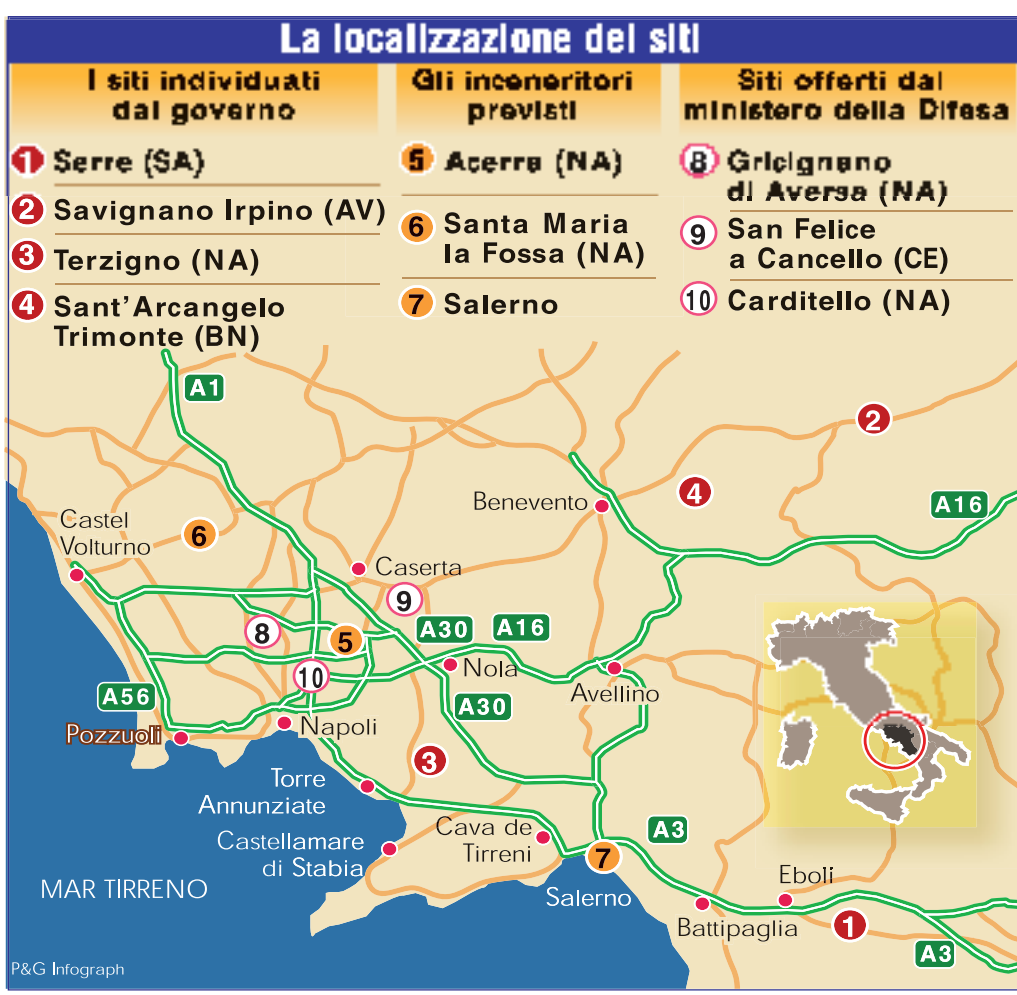 La localizzazione dei siti
I siti individuati
dal governo
1 Serre (SA)
2 Savignano Irpino (AV)
3 Terzigno (NA)
4 Sant'Arcangelo
Trimonte (BN)
Gli inceneritori
previsti
5 Acerra (NA)
6 Santa Maria
la Fossa (NA)
7 Salerno
Siti offerti dal
ministero della Difesa
8 Gricignano
di Aversa (NA)
9 San Felice
a Cancello (CE)
10 Carditello (NA)
A1
2
Benevento
4
A16
Castel
Volturno
6
Caserta
9
8
5
A30
A16
10
Nola
Avellino
A56
A30
Pozzuoli
Napoli
3
Torre
Annunziate
Castellamare
di Stabia
Cava de
Tirreni
A3
7
Salerno
MAR TIRRENO
Eboli
Battipaglia
1
A3
P&G Infograph